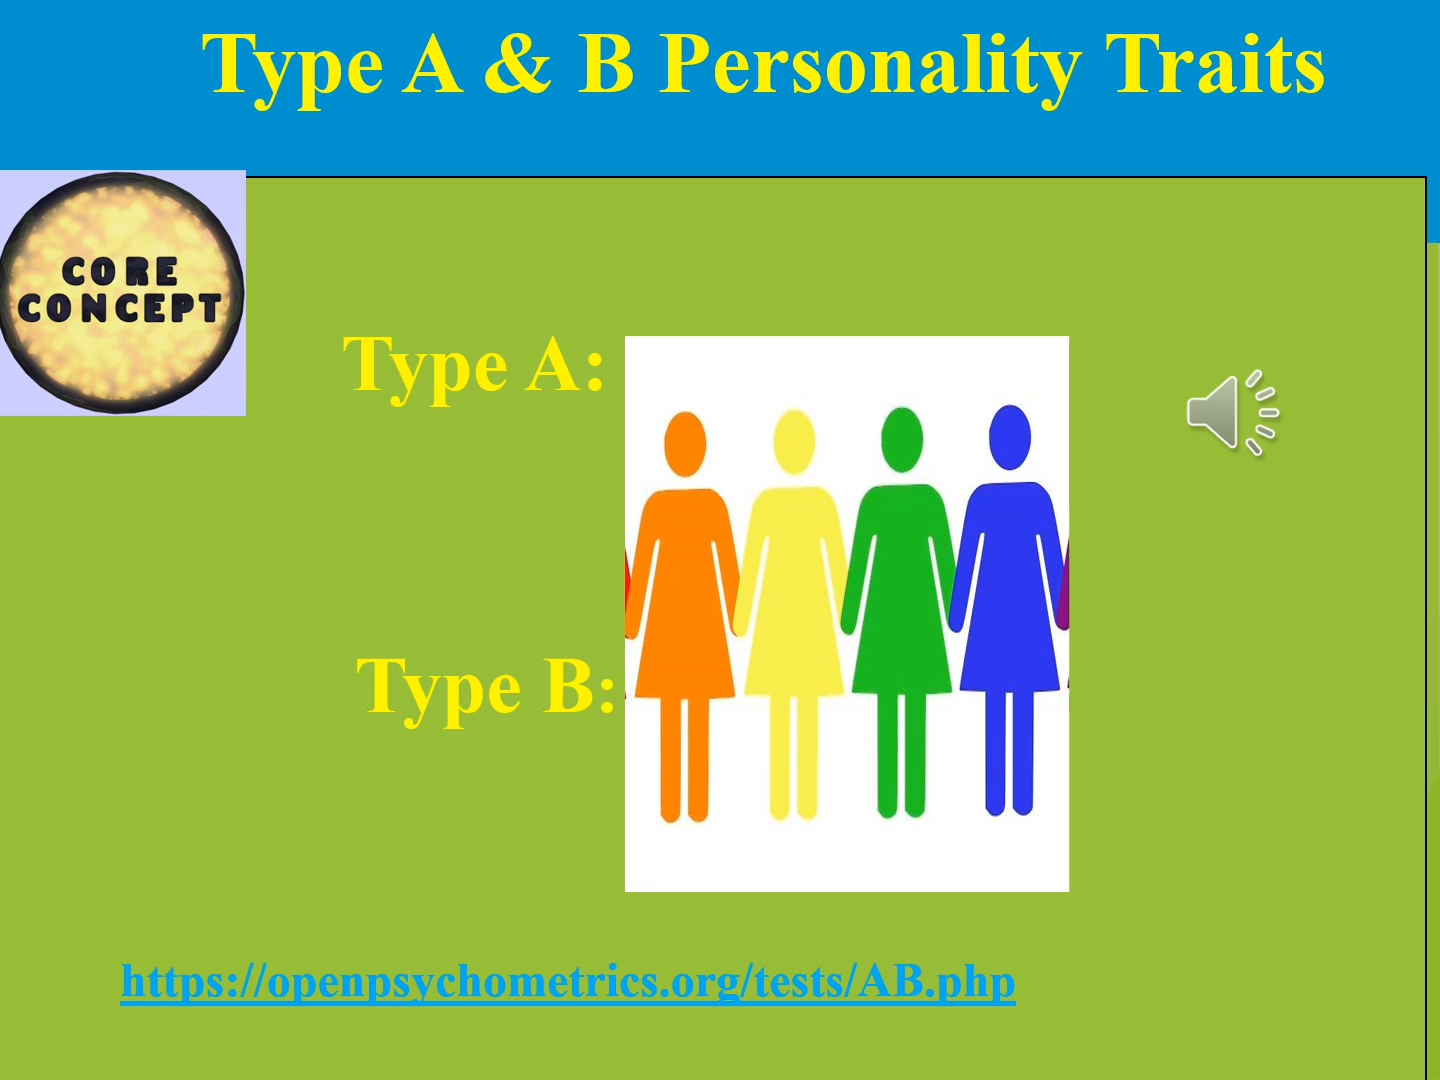 Type A & B Personality Traits
CORE
CONCEPT
Type A:
Type B:
https://openpsychometrics.org/tests/AB.php